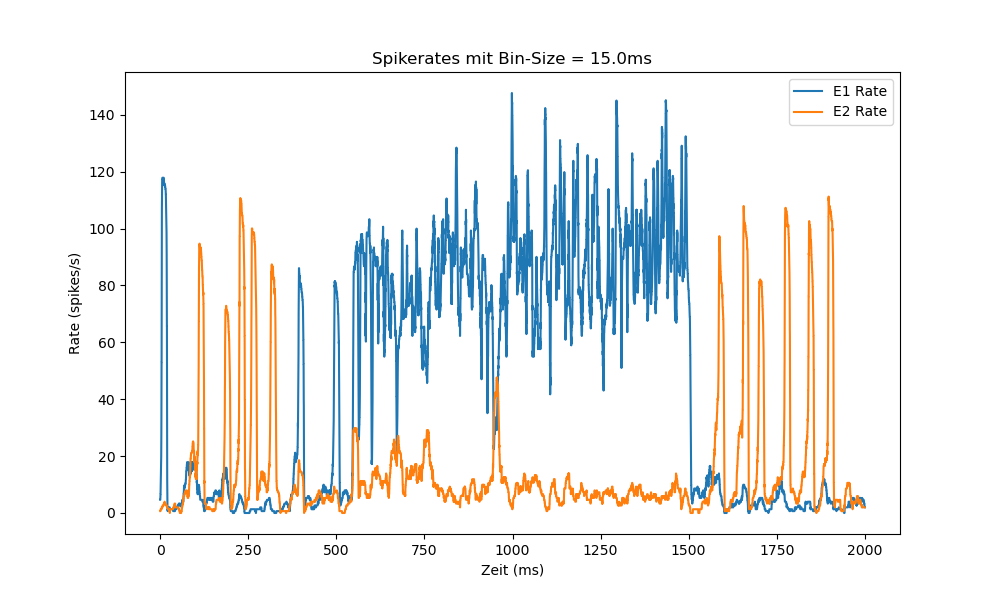 Spikerates mit Bin-Size = 15.0ms
E1 Rate
E2 Rate
Rate (spikes/s)
140
120
100
80
60
40
20
0
0 250 500 750 1000 1250 1500 1750 2000
Zeit (ms)